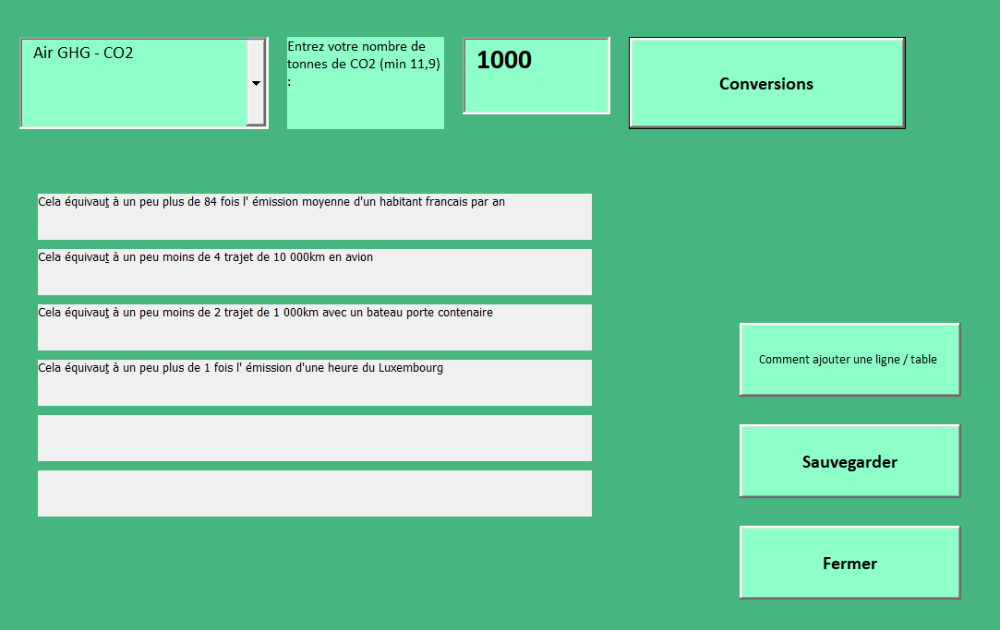 Air GHG - CO2
Entrez votre nombre de
tonnes de CO2 (min 11,9)
:
1000
Conversions
Cela équivaut à un peu plus de 84 fois l' émission moyenne d'un habitant francais par an
Cela équivaut à un peu moins de 4 trajet de 10 000km en avion
Cela équivaut à un peu moins de 2 trajet de 1 000km avec un bateau porte contenaire
Cela équivaut à un peu plus de 1 fois l' émission d'une heure du Luxembourg
Comment ajouter une ligne / table
Sauvegarder
Fermer